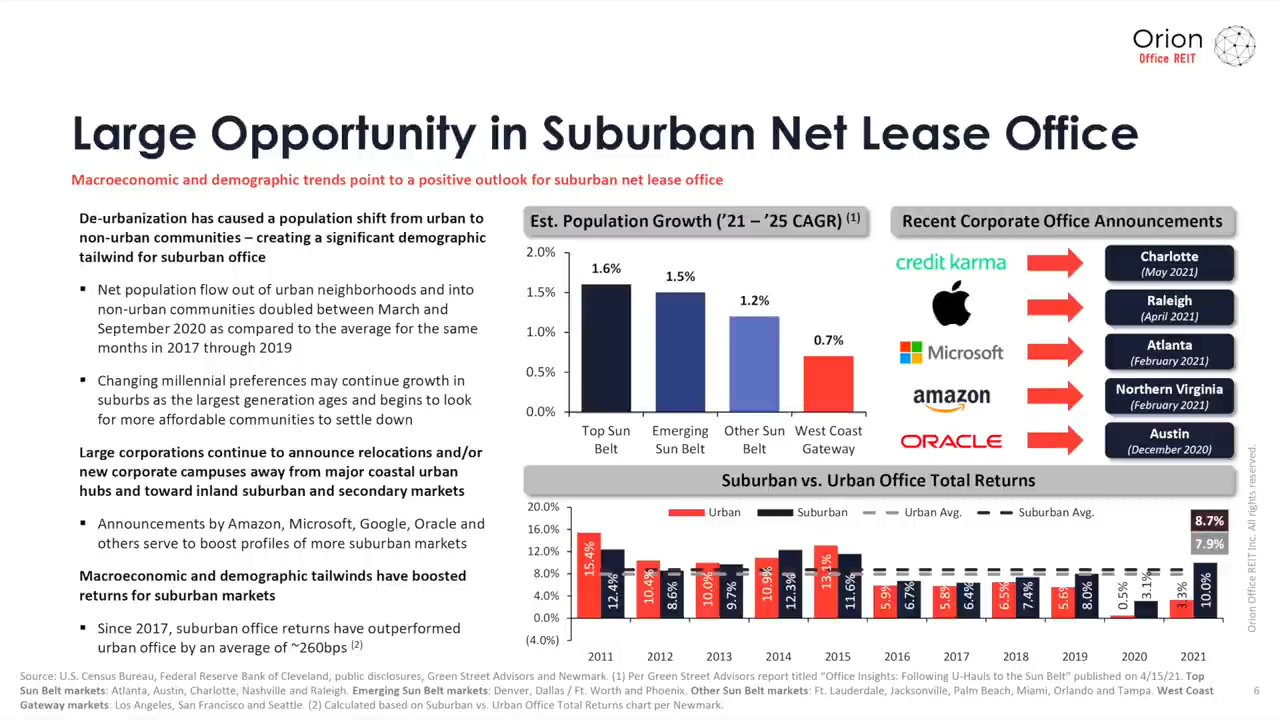 Orion
Office REIT
Large Opportunity in Suburban Net Lease Office
Macroeconomic and demographic trends point to a positive outlook for suburban net lease office
De-urbanization has caused a population shift from urban to
non-urban communities – creating a significant demographic
tailwind for suburban office
▪ Net population flow out of urban neighborhoods and into
non-urban communities doubled between March and
September 2020 as compared to the average for the same
months in 2017 through 2019
▪ Changing millennial preferences may continue growth in
suburbs as the largest generation ages and begins to look
for more affordable communities to settle down
Large corporations continue to announce relocations and/or
new corporate campuses away from major coastal urban
hubs and toward inland suburban and secondary markets
▪ Announcements by Amazon, Microsoft, Google, Oracle and
others serve to boost profiles of more suburban markets
Macroeconomic and demographic tailwinds have boosted
returns for suburban markets
▪ Since 2017, suburban office returns have outperformed
urban office by an average of ~260bps (2)
Est. Population Growth ('21 – '25 CAGR) (1)
2.0%
1.5%
1.0%
0.5%
0.0%
1.6%
1.5%
1.2%
0.7%
Top Sun
Belt
Emerging
Sun Belt
Other Sun
Belt
West Coast
Gateway
Recent Corporate Office Announcements
credit karma
Charlotte
(May 2021)
Raleigh
(April 2021)
Microsoft
Atlanta
(February 2021)
amazon
Northern Virginia
(February 2021)
ORACLE
Austin
(December 2020)
Suburban vs. Urban Office Total Returns
20.0%
16.0%
12.0%
8.0%
4.0%
0.0%
(4.0%)
Urban
Suburban
Urban Avg.
Suburban Avg.
8.7%
7.9%
15.4%
12.4%
10.4%
8.6%
10.0%
9.7%
10.9%
12.3%
13.1%
11.6%
5.9%
6.7%
5.8%
6.4%
6.5%
7.4%
5.6%
8.0%
0.5%
3.1%
3.3%
10.0%
2011 2012 2013 2014 2015 2016 2017 2018 2019 2020 2021
Orion Office REIT Inc. All rights reserved.
Source: U.S. Census Bureau, Federal Reserve Bank of Cleveland, public disclosures, Green Street Advisors and Newmark. (1) Per Green Street Advisors report titled "Office Insights: Following U-Hauls to the Sun Belt" published on 4/15/21. Top
Sun Belt markets: Atlanta, Austin, Charlotte, Nashville and Raleigh. Emerging Sun Belt markets: Denver, Dallas / Ft. Worth and Phoenix. Other Sun Belt markets: Ft. Lauderdale, Jacksonville, Palm Beach, Miami, Orlando and Tampa. West Coast
Gateway markets: Los Angeles, San Francisco and Seattle. (2) Calculated based on Suburban vs. Urban Office Total Returns chart per Newmark.
6